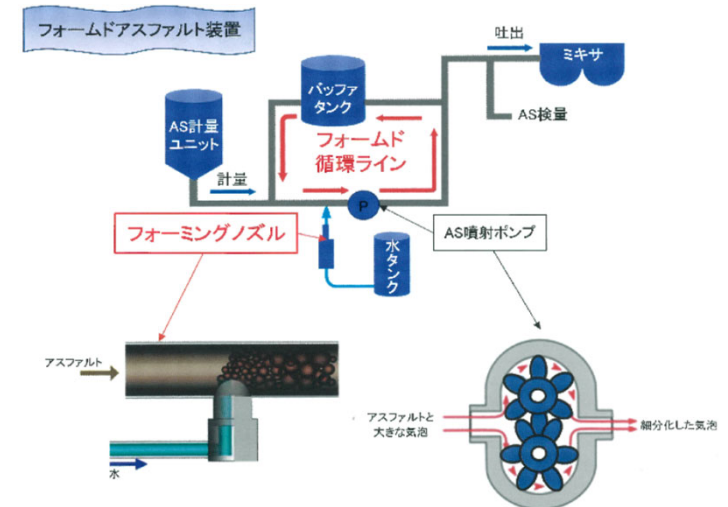 フォームドアスファルト装置
吐出
ミキサ
バッファ
タンク
AS検量
AS計量
ユニット
フォームド
循環ライン
計量
P
フォーミングノズル
水タンク
AS噴射ポンプ
アスファルト
アスファルトと
大きな気泡
細分化した気泡
水